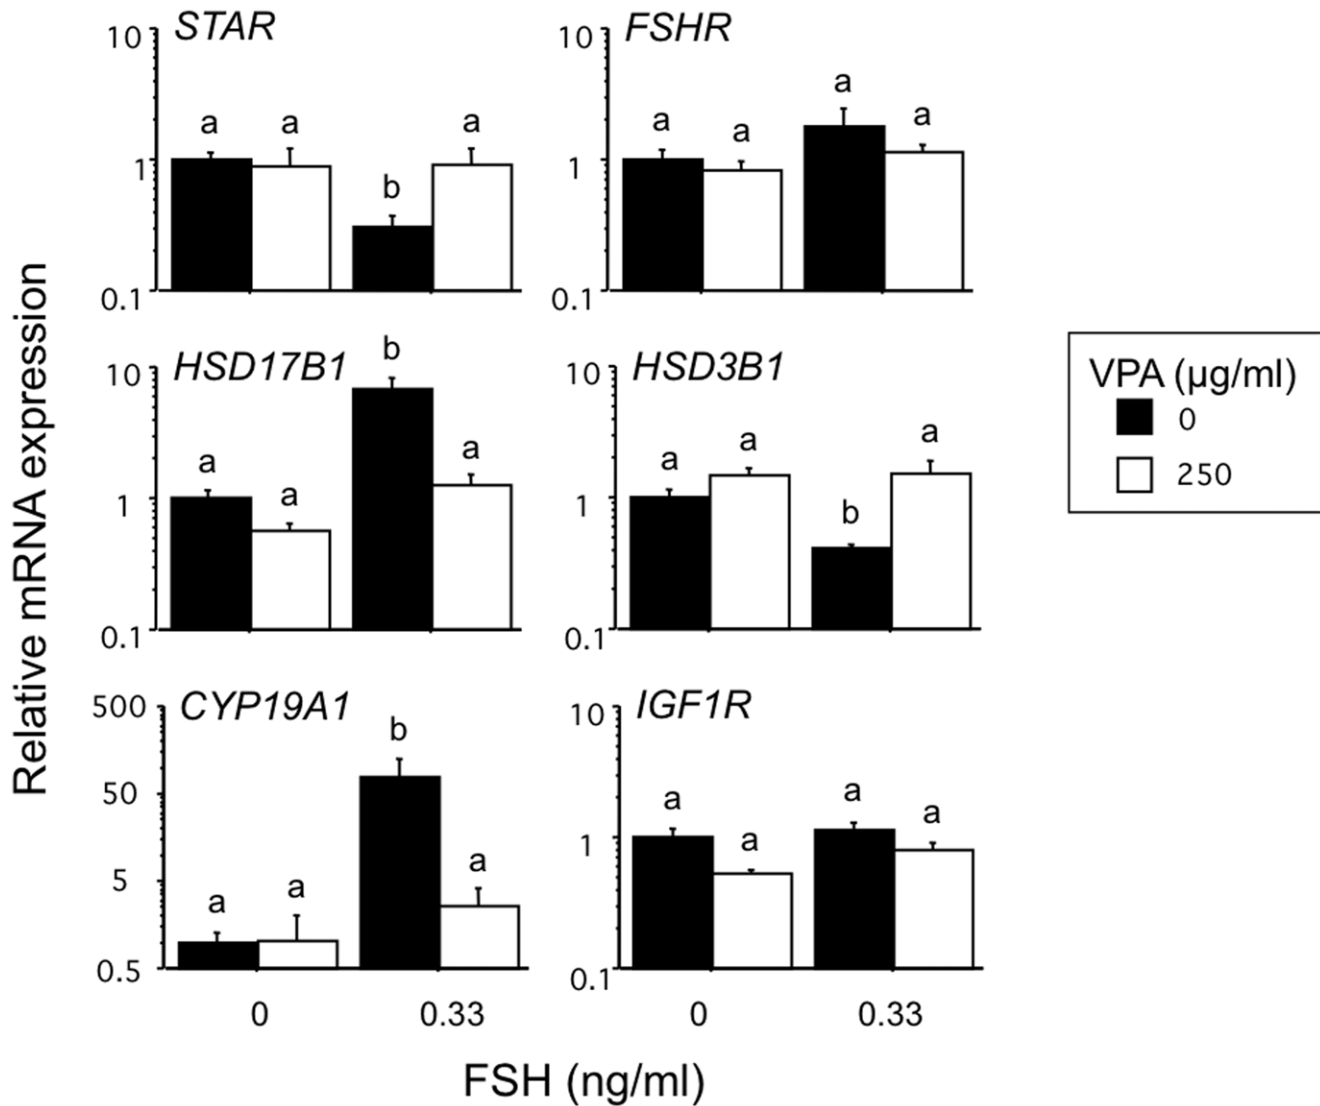 Relative mRNA expression
STAR
10
1
0.1
a
a
b
a
FSHR
10
1
0.1
a
a
a
a
HSD17B1
10
1
0.1
a
a
b
a
HSD3B1
10
1
0.1
a
a
b
a
CYP19A1
500
50
5
0.5
a
a
b
a
0
0.33
IGF1R
10
1
0.1
a
a
a
a
0
0.33
FSH (ng/ml)
VPA (µg/ml)
0
250